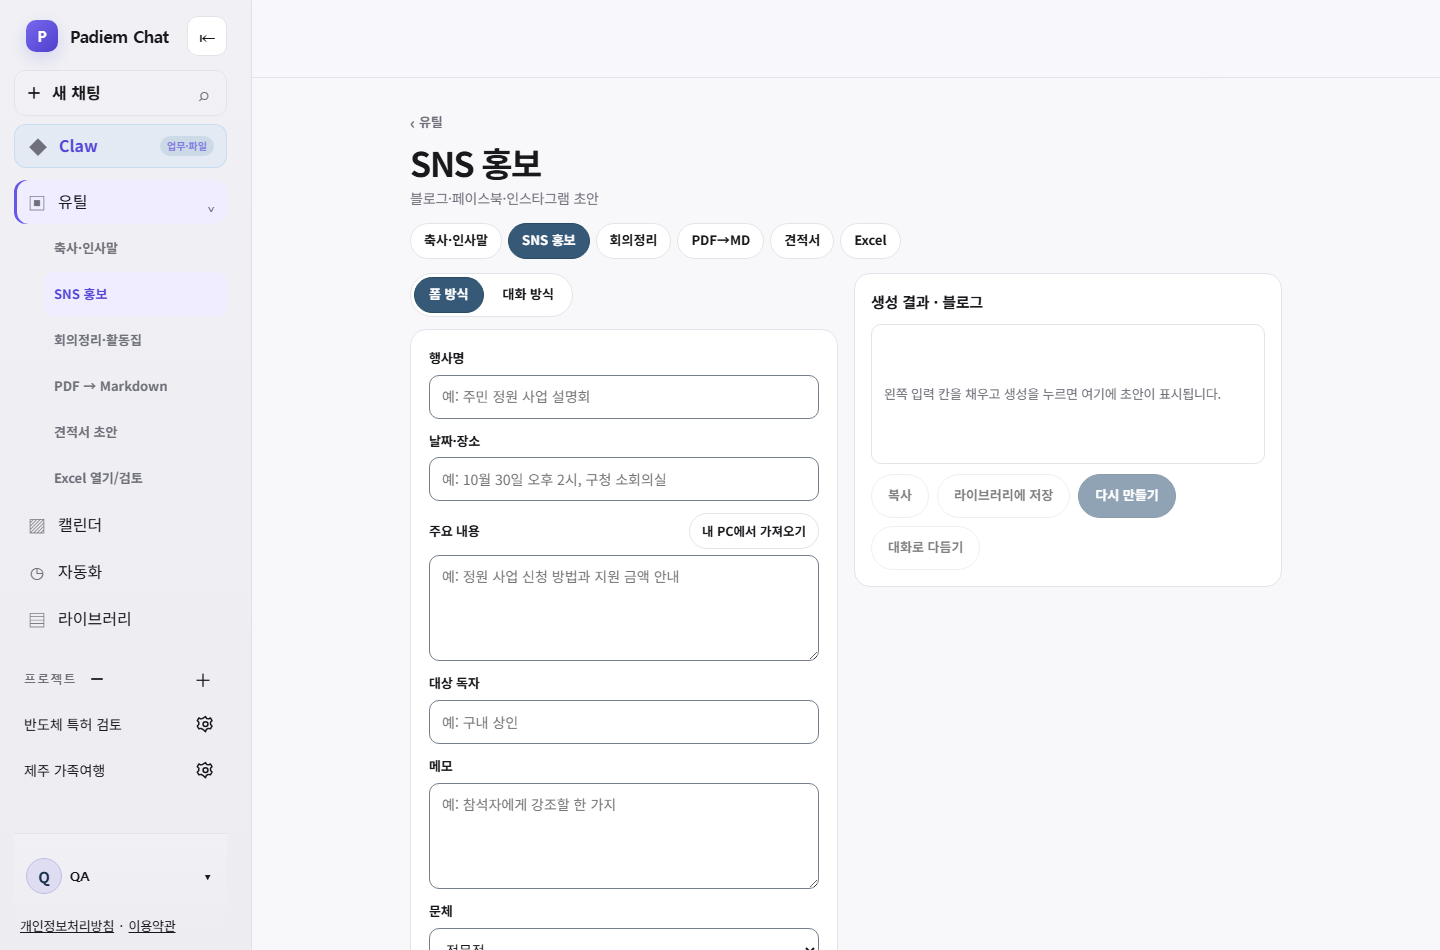 P Padiem Chat
+ 새 채팅
Claw 업무·파일
유틸
축사·인사말
SNS 홍보
회의정리·활동집
PDF → Markdown
견적서 초안
Excel 열기/검토
캘린더
자동화
라이브러리
프로젝트
반도체 특허 검토
제주 가족여행
Q QA
개인정보처리방침 · 이용약관
‹ 유틸
SNS 홍보
블로그·페이스북·인스타그램 초안
축사·인사말 SNS 홍보 회의정리 PDF→MD 견적서 Excel
폼 방식 대화 방식
행사명
예: 주민 정원 사업 설명회
날짜·장소
예: 10월 30일 오후 2시, 구청 소회의실
주요 내용 내 PC에서 가져오기
예: 정원 사업 신청 방법과 지원 금액 안내
대상 독자
예: 구내 상인
메모
예: 참석자에게 강조할 한 가지
문체
생성 결과 · 블로그
왼쪽 입력 칸을 채우고 생성을 누르면 여기에 초안이 표시됩니다.
복사 라이브러리에 저장 다시 만들기
대화로 다듬기